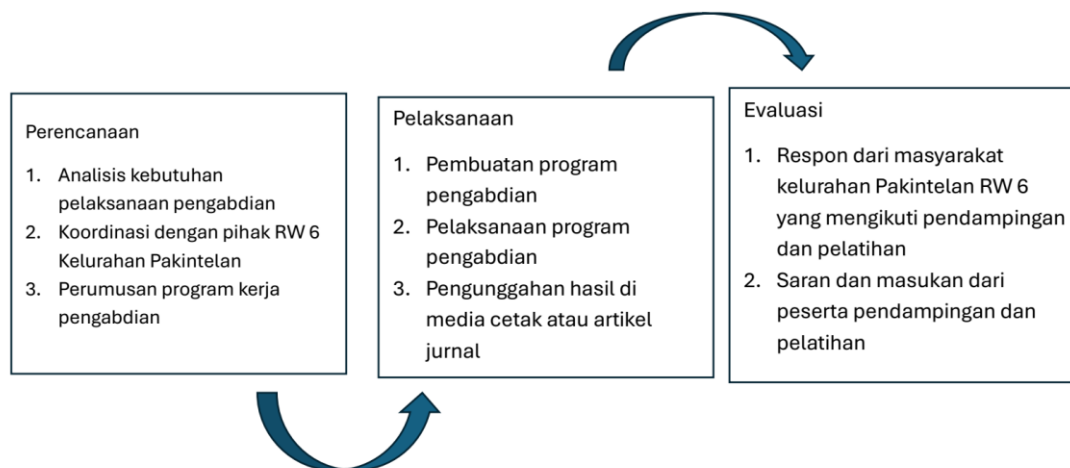 Perencanaan
1. Analisis kebutuhan
pelaksanaan pengabdian
2. Koordinasi dengan pihak RW 6
Kelurahan Pakintelan
3. Perumusan program kerja
pengabdian
Pelaksanaan
1. Pembuatan program
pengabdian
2. Pelaksanaan program
pengabdian
3. Pengunggahan hasil di
media cetak atau artikel
jurnal
Evaluasi
1. Respon dari masyarakat
kelurahan Pakintelan RW 6
yang mengikuti pendampingan
dan pelatihan
2. Saran dan masukan dari
peserta pendampingan dan
pelatihan